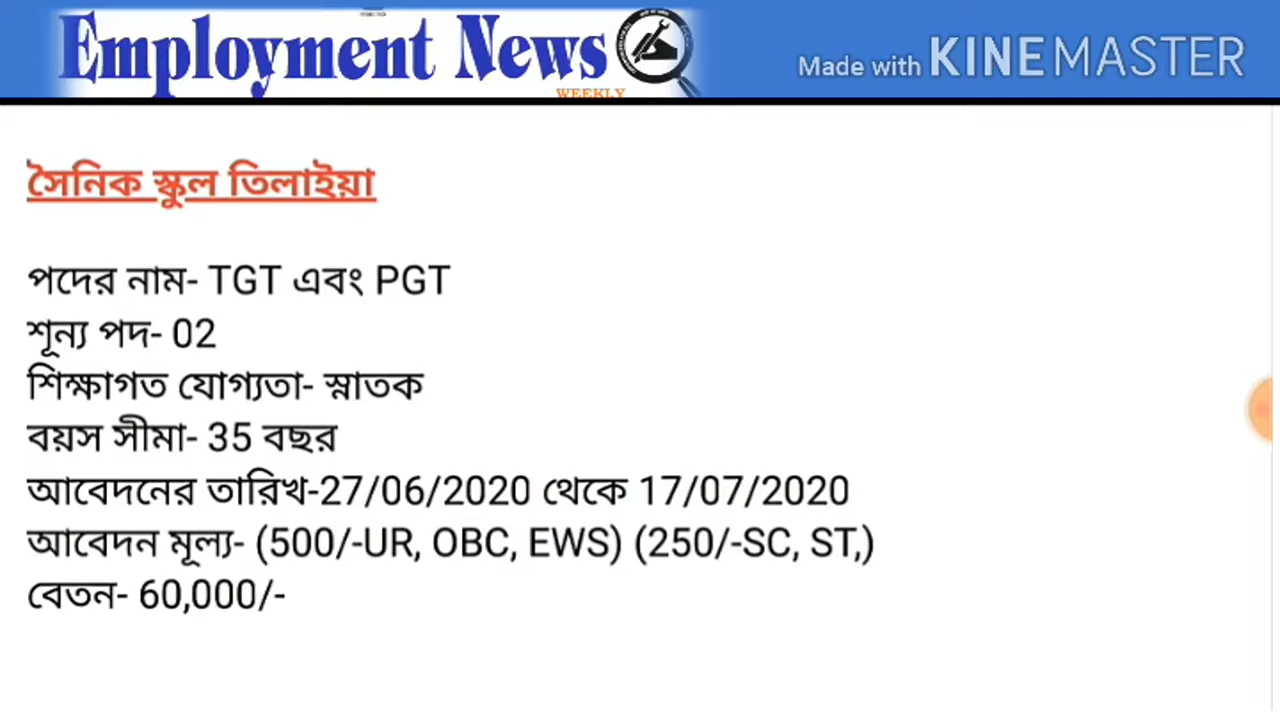 Employment News
WEEKLY
Made with KINEMASTER
সৈনিক স্কুল তিলাইয়া
পদের নাম- TGT এবং PGT
শূন্য পদ- 02
শিক্ষাগত যোগ্যতা- স্নাতক
বয়স সীমা- 35 বছর
আবেদনের তারিখ-27/06/2020 থেকে 17/07/2020
আবেদন মূল্য- (500/-UR, OBC, EWS) (250/-SC, ST,)
বেতন- 60,000/-